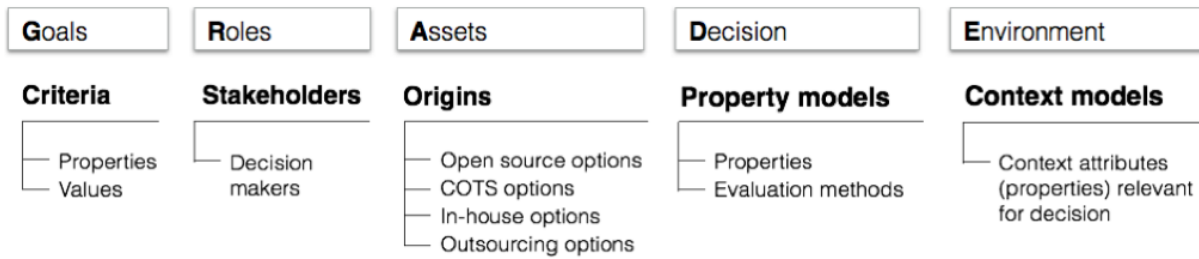 Goals
Roles
Assets
Decision
Environment
Criteria
Stakeholders
Origins
Property models
Context models
Properties
Values
Decision
makers
Open source options
COTS options
In-house options
Outsourcing options
Properties
Evaluation methods
Context attributes
(properties) relevant
for decision